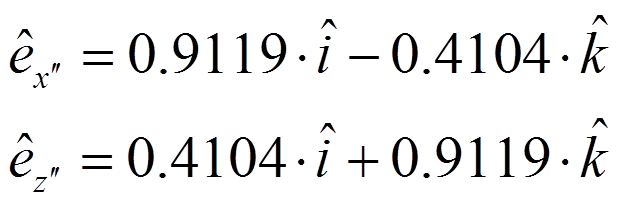 ê_x″ = 0.9119·î − 0.4104·k̂
ê_z″ = 0.4104·î + 0.9119·k̂